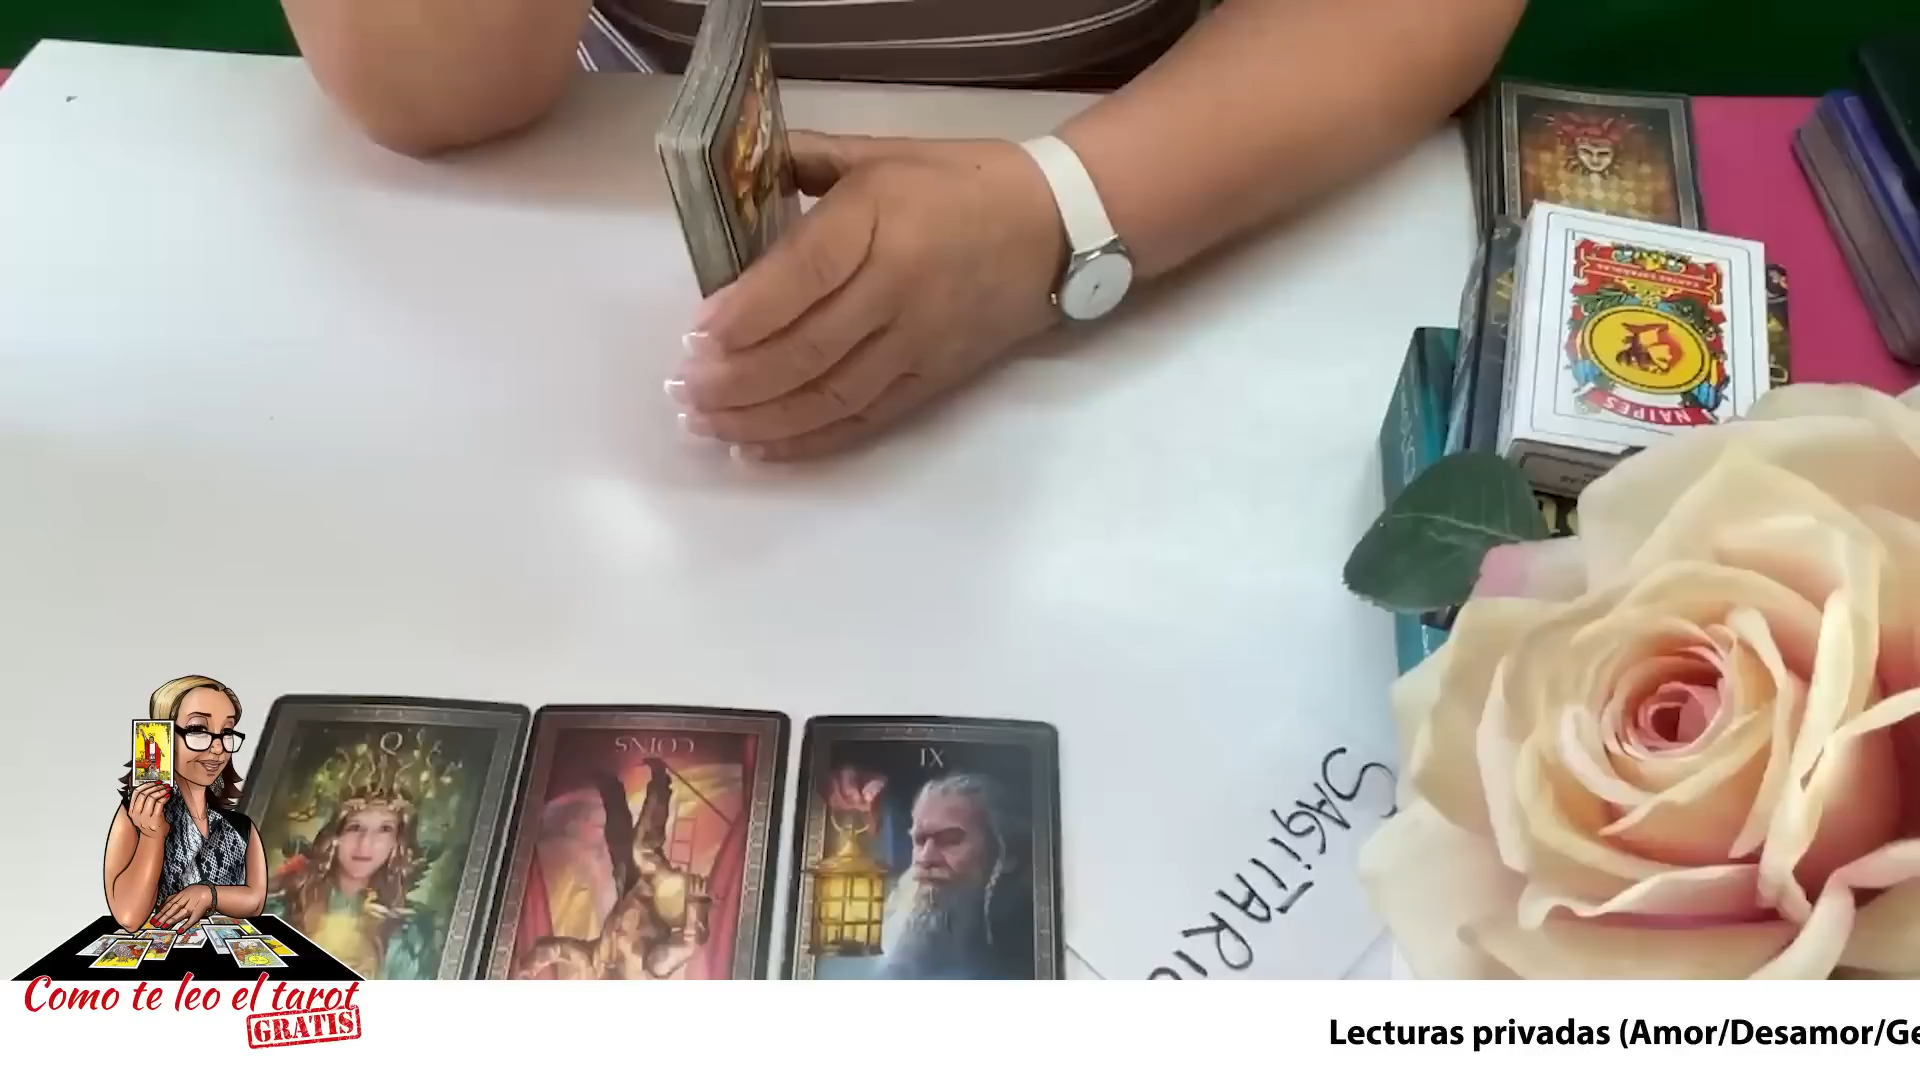 NAIPES
Q
COINS
IX
SAGiTARiO
Como te leo el tarot
GRATIS
Lecturas privadas (Amor/Desamor/Ge